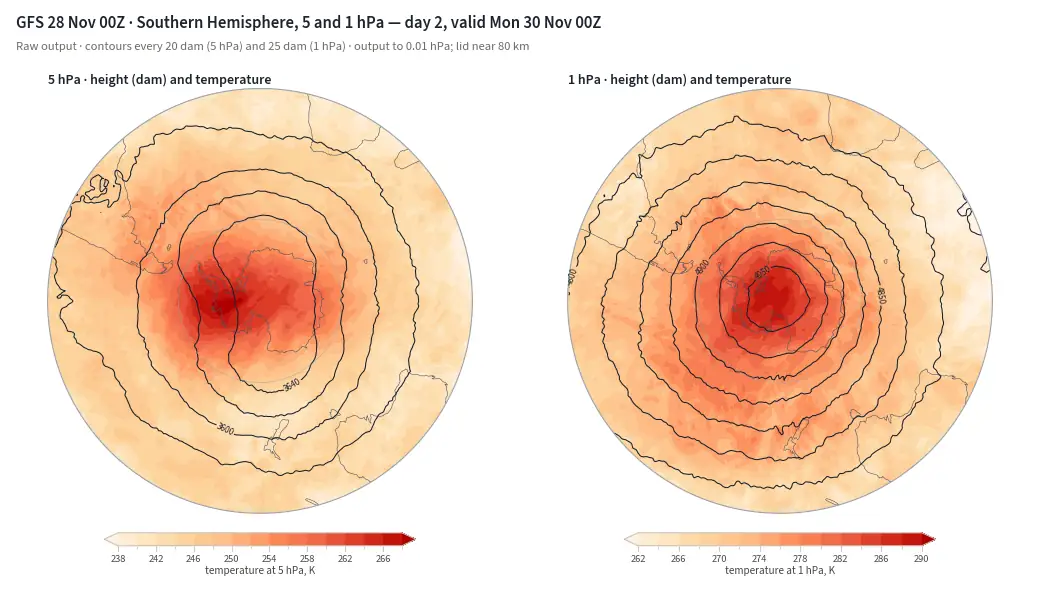 GFS 28 Nov 00Z · Southern Hemisphere, 5 and 1 hPa — day 2, valid Mon 30 Nov 00Z
Raw output · contours every 20 dam (5 hPa) and 25 dam (1 hPa) · output to 0.01 hPa; lid near 80 km
5 hPa · height (dam) and temperature
1 hPa · height (dam) and temperature
3640
3600
4800
4900
4950
4850
238 242 246 250 254 258 262 266
temperature at 5 hPa, K
262 266 270 274 278 282 286 290
temperature at 1 hPa, K